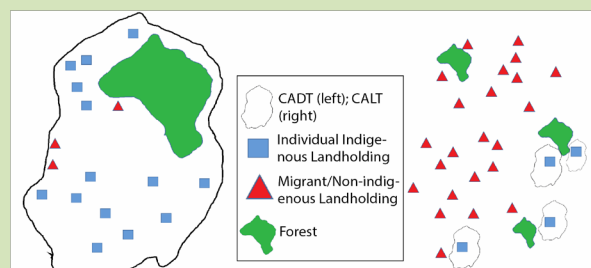 CADT (left); CALT
(right)
Individual Indige-
nous Landholding
Migrant/Non-indig-
enous Landholding
Forest